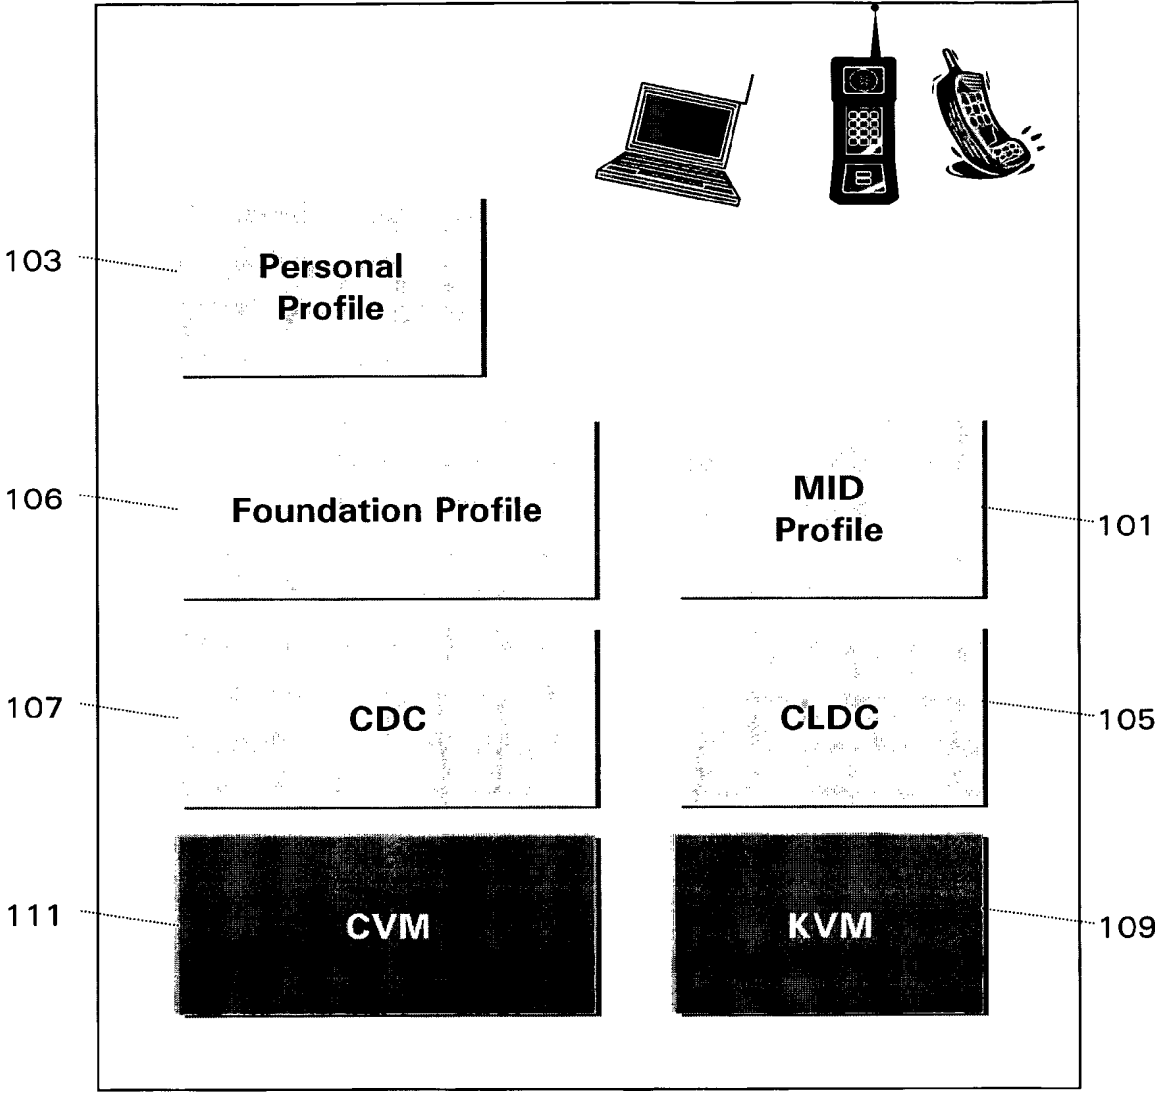 103
Personal
Profile
106
Foundation Profile
MID
Profile
101
107
CDC
CLDC
105
111
CVM
KVM
109